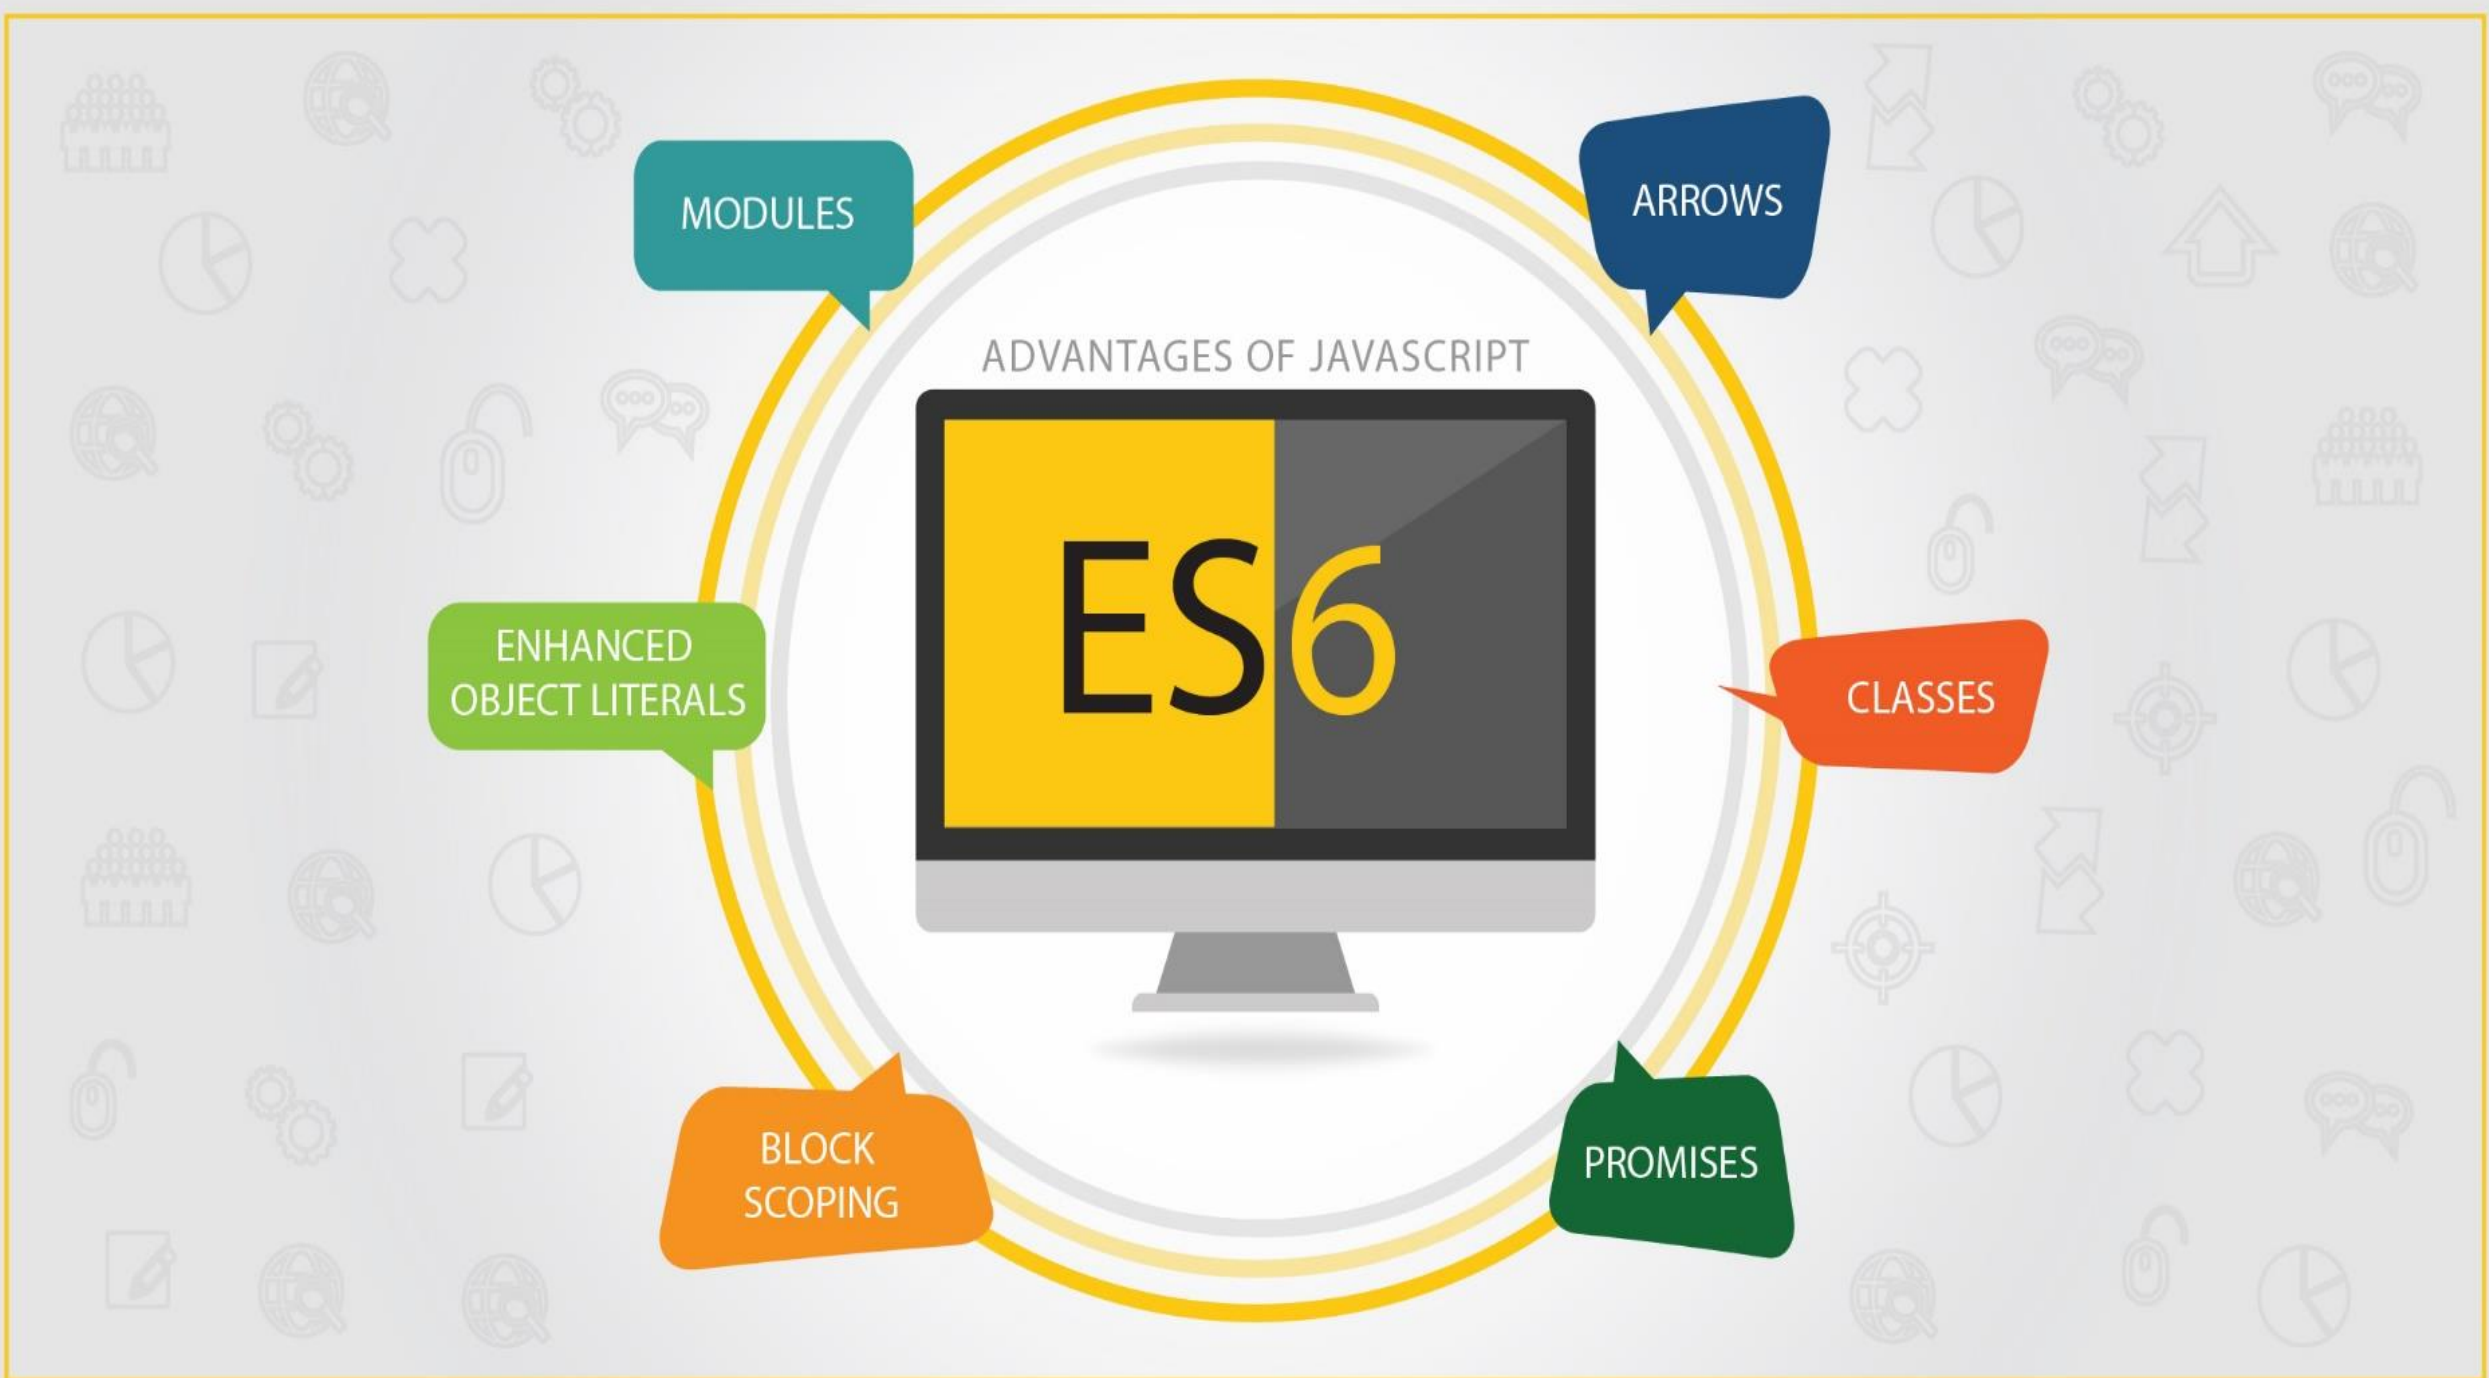 MODULES
ARROWS
ADVANTAGES OF JAVASCRIPT
ES6
ENHANCED
OBJECT LITERALS
CLASSES
BLOCK
SCOPING
PROMISES